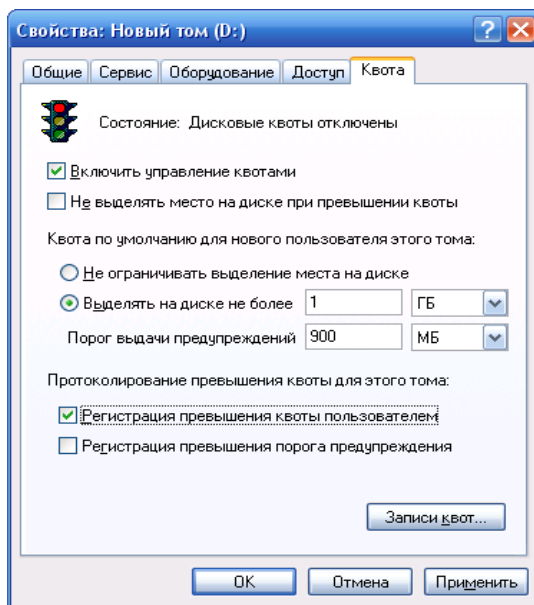 Свойства: Новый том (D:)
Общие Сервис Оборудование Доступ Квота
Состояние: Дисковые квоты отключены
Включить управление квотами
Не выделять место на диске при превышении квоты
Квота по умолчанию для нового пользователя этого тома:
Не ограничивать выделение места на диске
Выделять на диске не более 1 ГБ
Порог выдачи предупреждений 900 МБ
Протоколирование превышения квоты для этого тома:
Регистрация превышения квоты пользователем
Регистрация превышения порога предупреждения
Записи квот...
ОК Отмена Применить